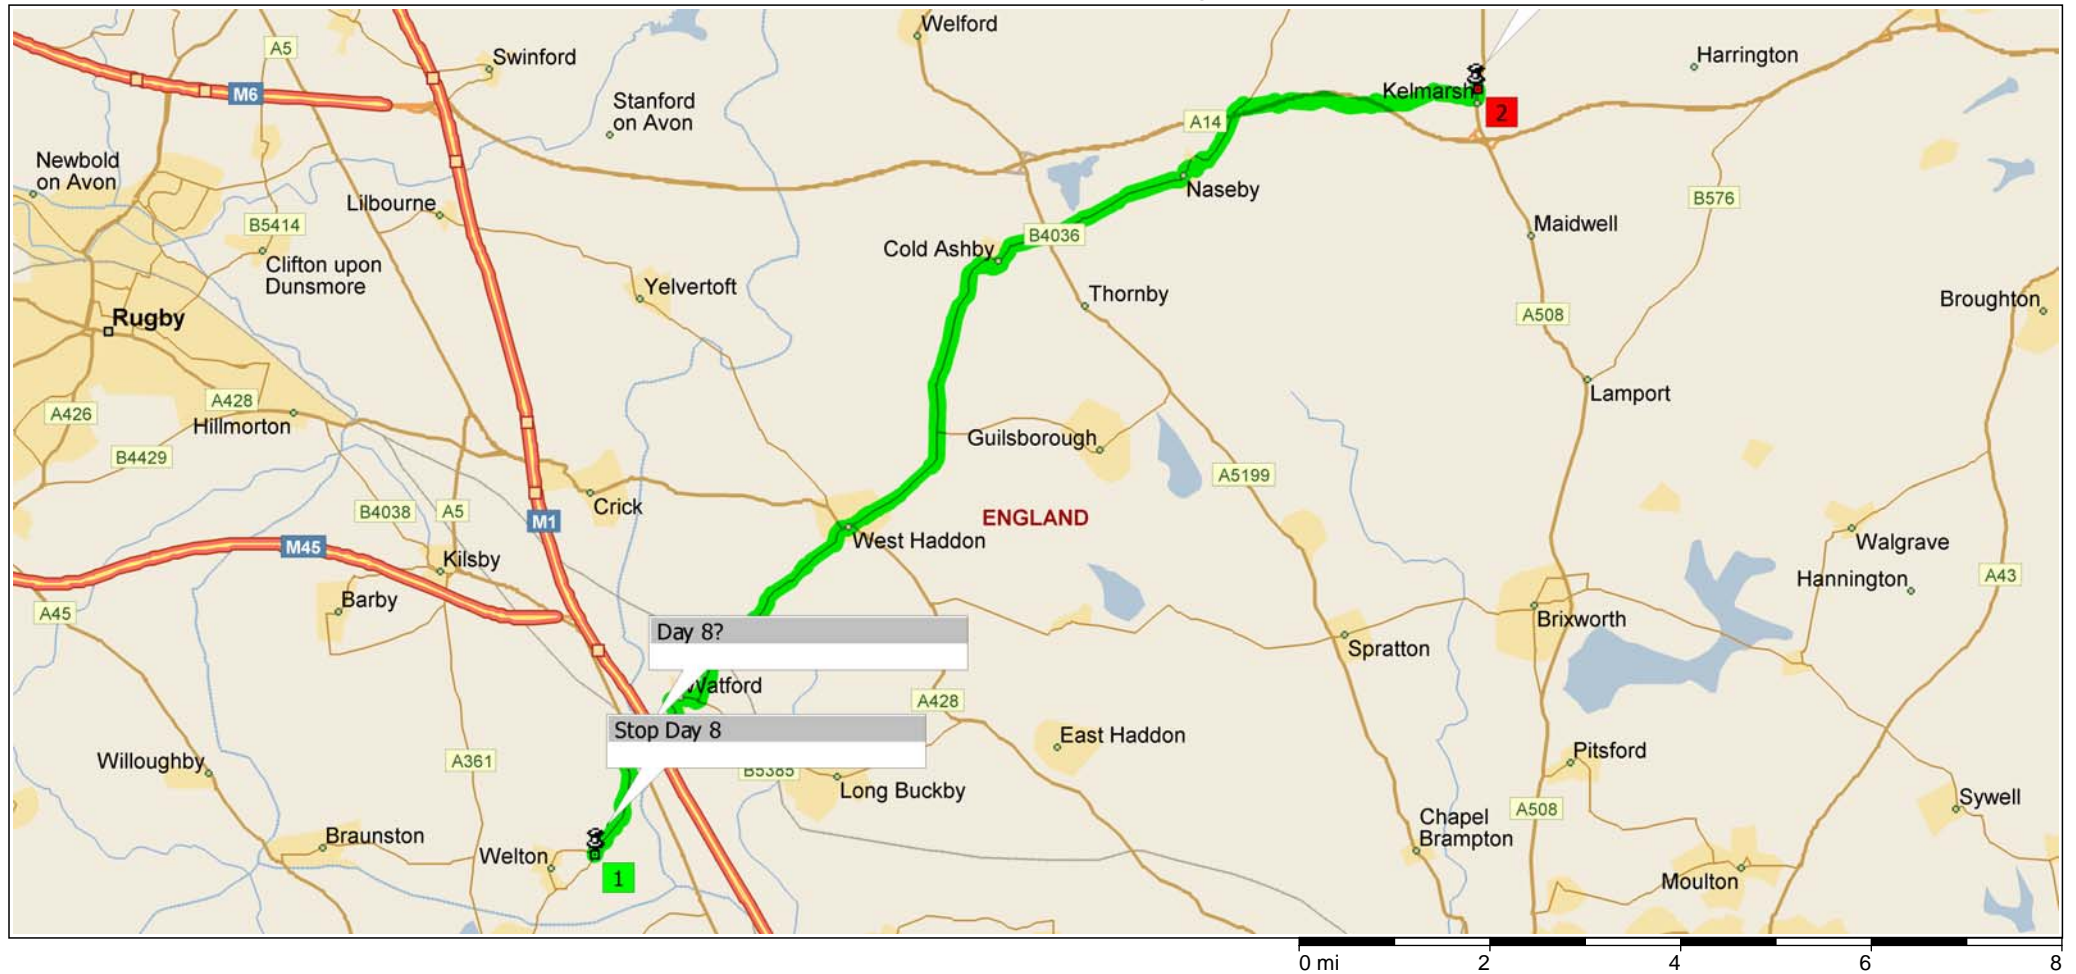 Welford
A5
Swinford
Harrington
M6
Kelmarsh
Stanford
on Avon
2
A14
Newbold
on Avon
Naseby
B576
Lilbourne
B5414
Maidwell
B4036
Cold Ashby
Clifton upon
Dunsmore
Yelvertoft
Thornby
Broughton
Rugby
A508
Lamport
A428
A426
Hillmorton
Guilsborough
B4429
A5199
Crick
B4038
A5
M1
ENGLAND
West Haddon
Walgrave
M45
Kilsby
Hannington
A43
Barby
A45
Brixworth
Day 8?
Spratton
Watford
A428
Stop Day 8
East Haddon
Pitsford
Willoughby
A361
B5385
Long Buckby
Sywell
A508
Chapel
Brampton
Braunston
Welton
1
Moulton
0 mi 2 4 6 8